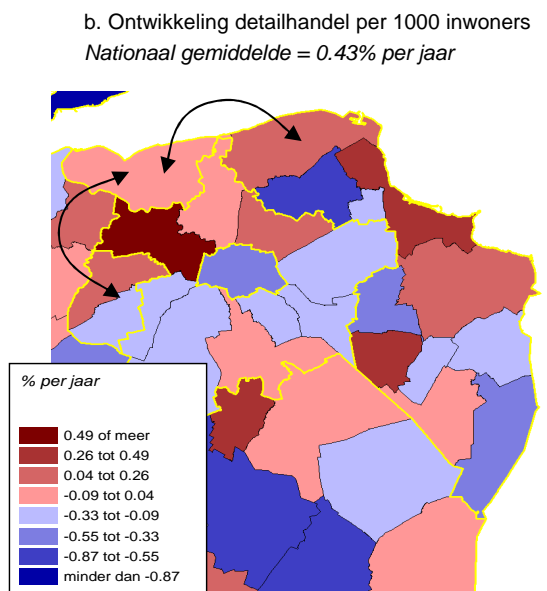 b. Ontwikkeling detailhandel per 1000 inwoners
Nationaal gemiddelde = 0.43% per jaar
% per jaar
0.49 of meer
0.26 tot 0.49
0.04 tot 0.26
-0.09 tot 0.04
-0.33 tot -0.09
-0.55 tot -0.33
-0.87 tot -0.55
minder dan -0.87